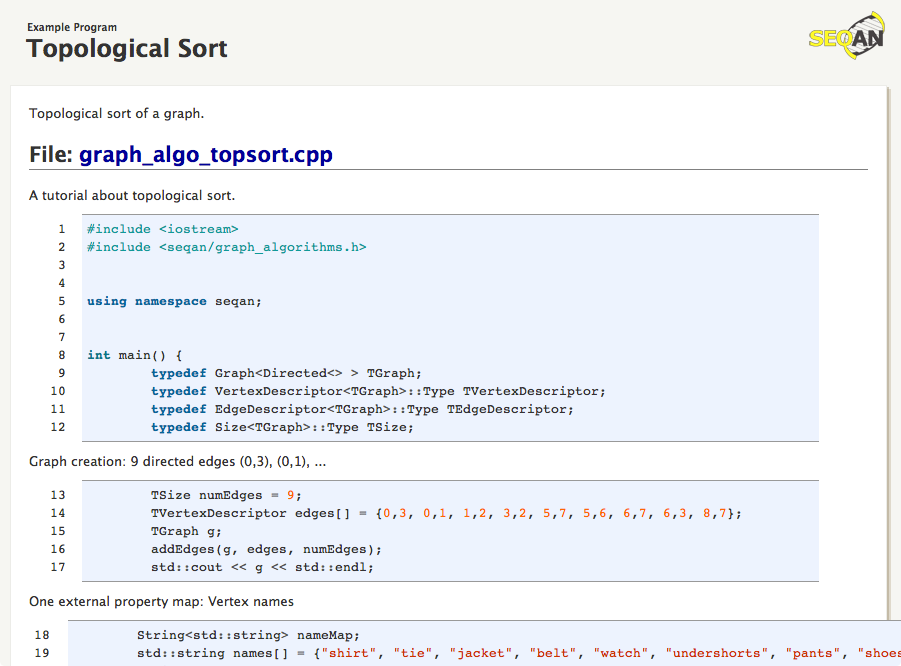 Example Program
Topological Sort
SEQAN
Topological sort of a graph.
File: graph_algo_topsort.cpp
A tutorial about topological sort.
1 #include <iostream>
2 #include <seqan/graph_algorithms.h>
3
4
5 using namespace seqan;
6
7
8 int main() {
9 typedef Graph<Directed<> > TGraph;
10 typedef VertexDescriptor<TGraph>::Type TVertexDescriptor;
11 typedef EdgeDescriptor<TGraph>::Type TEdgeDescriptor;
12 typedef Size<TGraph>::Type TSize;
Graph creation: 9 directed edges (0,3), (0,1), ...
13 TSize numEdges = 9;
14 TVertexDescriptor edges[] = {0,3, 0,1, 1,2, 3,2, 5,7, 5,6, 6,7, 6,3, 8,7};
15 TGraph g;
16 addEdges(g, edges, numEdges);
17 std::cout << g << std::endl;
One external property map: Vertex names
18 String<std::string> nameMap;
19 std::string names[] = {"shirt", "tie", "jacket", "belt", "watch", "undershorts", "pants", "shoes